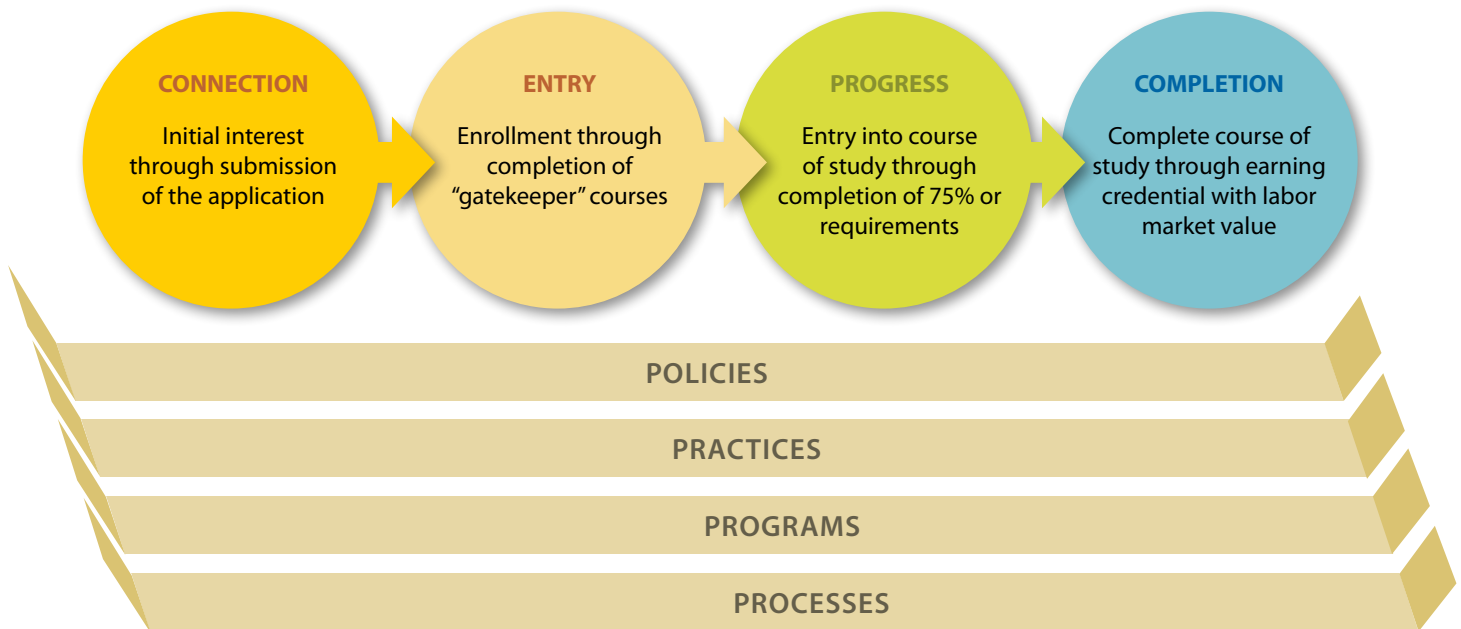 CONNECTION
Initial interest
through submission
of the application
ENTRY
Enrollment through
completion of
“gatekeeper” courses
PROGRESS
Entry into course
of study through
completion of 75% or
requirements
COMPLETION
Complete course of
study through earning
credential with labor
market value
POLICIES
PRACTICES
PROGRAMS
PROCESSES